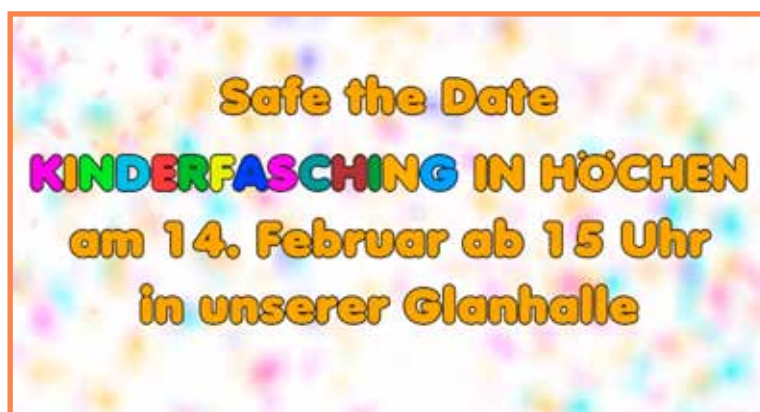 Safe the Date
KINDERFASCHING IN HÖCHEN
am 14. Februar ab 15 Uhr
in unserer Glanhalle